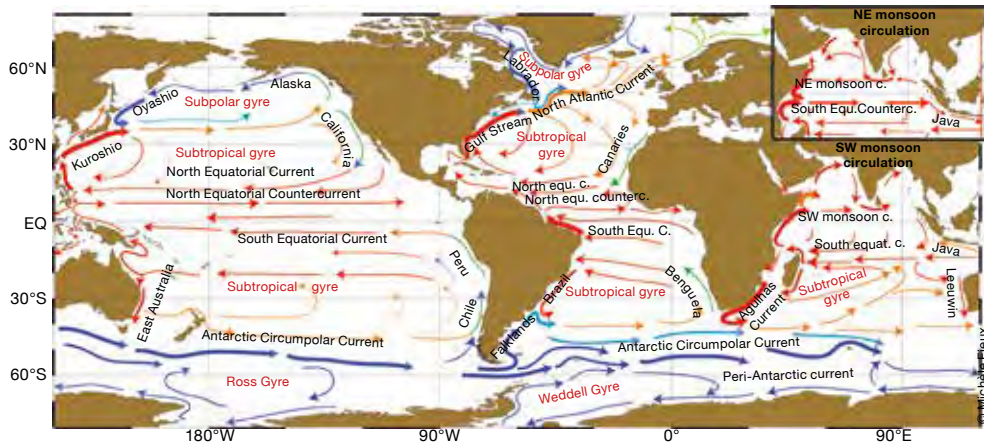 NE monsoon
circulation
NE monsoon c.
South Equ.Counterc.
Java
60°N
30°N
EQ
30°S
60°S
Oyashio
Alaska
Subpolar gyre
California
Kuroshio
Subtropical gyre
North Equatorial Current
North Equatorial Countercurrent
South Equatorial Current
Subtropical gyre
East Australia
Peru
Chile
Antarctic Circumpolar Current
Ross Gyre
Labrador
Subpolar gyre
North Atlantic Current
Gulf Stream
Subtropical
gyre
Canaries
North equ. c.
North equ. counterc.
South Equ. C.
Brazil
Benguela
Subtropical gyre
Falklands
Antarctic Circumpolar Current
Weddell Gyre
Peri-Antarctic current
SW monsoon
circulation
SW monsoon c.
South equat. c.
Java
Subtropical
gyre
Leeuwin
Agulhas
Current
180°W
90°W
0°
90°E